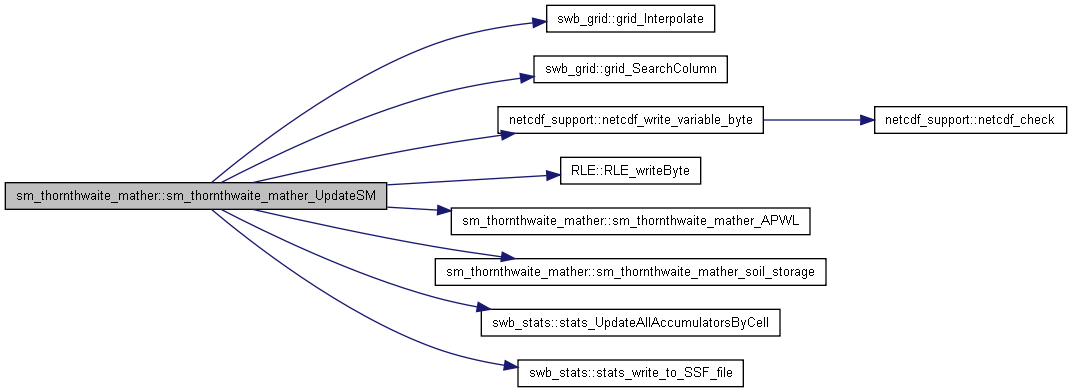 swb_grid::grid_Interpolate
swb_grid::grid_SearchColumn
netcdf_support::netcdf_write_variable_byte
netcdf_support::netcdf_check
RLE::RLE_writeByte
sm_thornthwaite_mather::sm_thornthwaite_mather_UpdateSM
sm_thornthwaite_mather::sm_thornthwaite_mather_APWL
sm_thornthwaite_mather::sm_thornthwaite_mather_soil_storage
swb_stats::stats_UpdateAllAccumulatorsByCell
swb_stats::stats_write_to_SSF_file